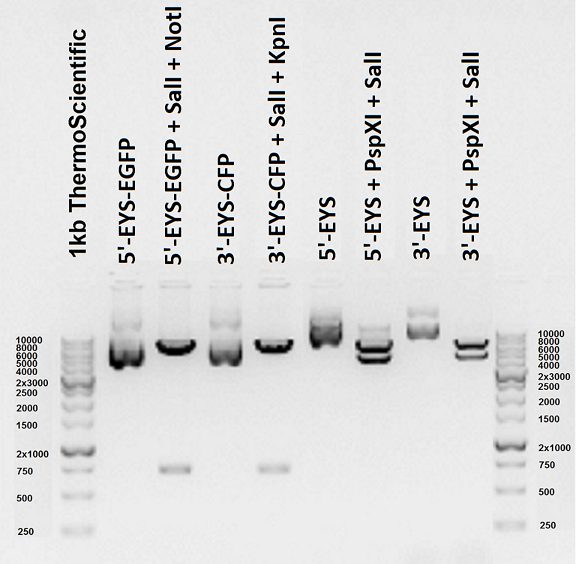 1kb ThermoScientific
5'-EYS-EGFP
5'-EYS-EGFP + SalI + NotI
3'-EYS-CFP
3'-EYS-CFP + SalI + KpnI
5'-EYS
5'-EYS + PspXI + SalI
3'-EYS
3'-EYS + PspXI + SalI
10000
8000
6000
5000
4000
2x3000
2500
2000
1500
2x1000
750
500
250
10000
8000
6000
5000
4000
2x3000
2500
2000
1500
2x1000
750
500
250